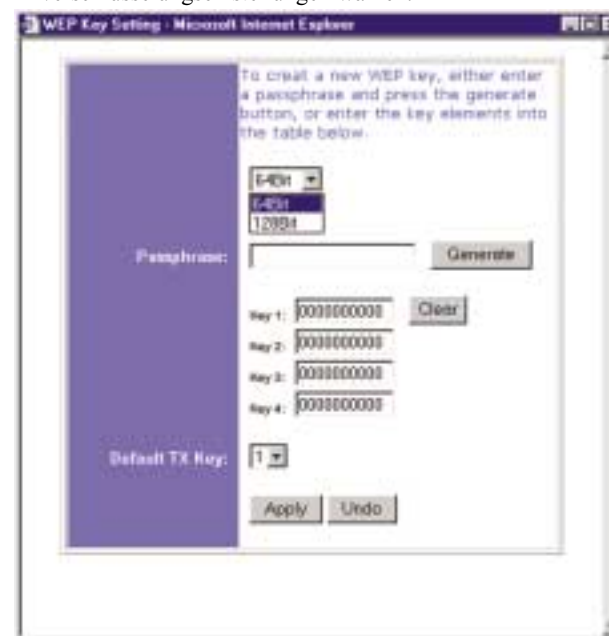 WEP Key Setting - Microsoft Internet Explorer
To creat a new WEP key, either enter
a passphrase and press the generate
button, or enter the key elements into
the table below.
64Bit
64Bit
128Bit
Passphrase: Generate
Key 1: 0000000000 Clear
Key 2: 0000000000
Key 3: 0000000000
Key 4: 0000000000
Default TX Key: 1
Apply Undo